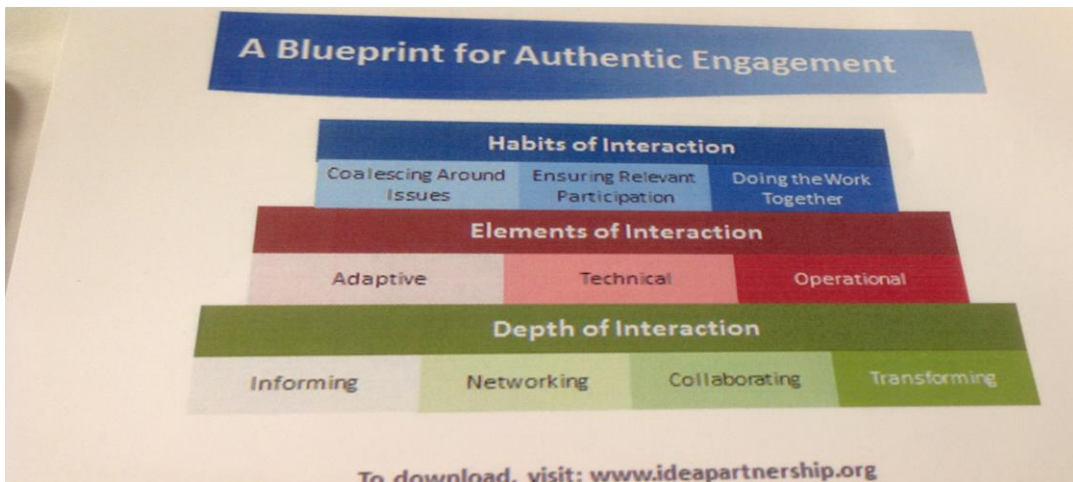 A Blueprint for Authentic Engagement
Habits of Interaction
Coalescing Around Issues
Ensuring Relevant Participation
Doing the Work Together
Elements of Interaction
Adaptive Technical Operational
Depth of Interaction
Informing Networking Collaborating Transforming
To download, visit: www.ideapartnership.org